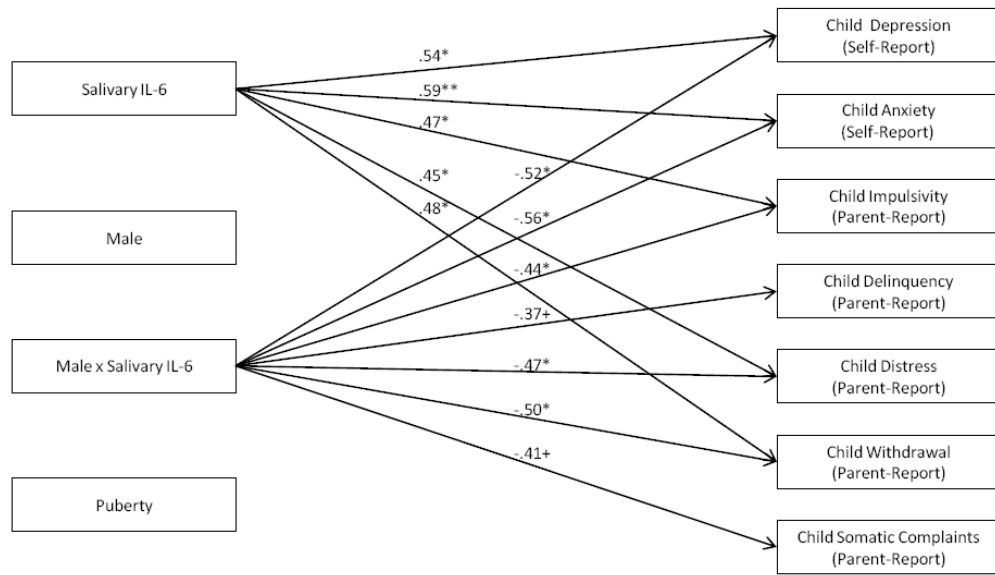 Salivary IL-6
Male
Male x Salivary IL-6
Puberty
.54*
.59**
.47*
.45*
.48*
-.52*
-.56*
-.44*
-.37+
-.47*
-.50*
-.41+
Child Depression
(Self-Report)
Child Anxiety
(Self-Report)
Child Impulsivity
(Parent-Report)
Child Delinquency
(Parent-Report)
Child Distress
(Parent-Report)
Child Withdrawal
(Parent-Report)
Child Somatic Complaints
(Parent-Report)